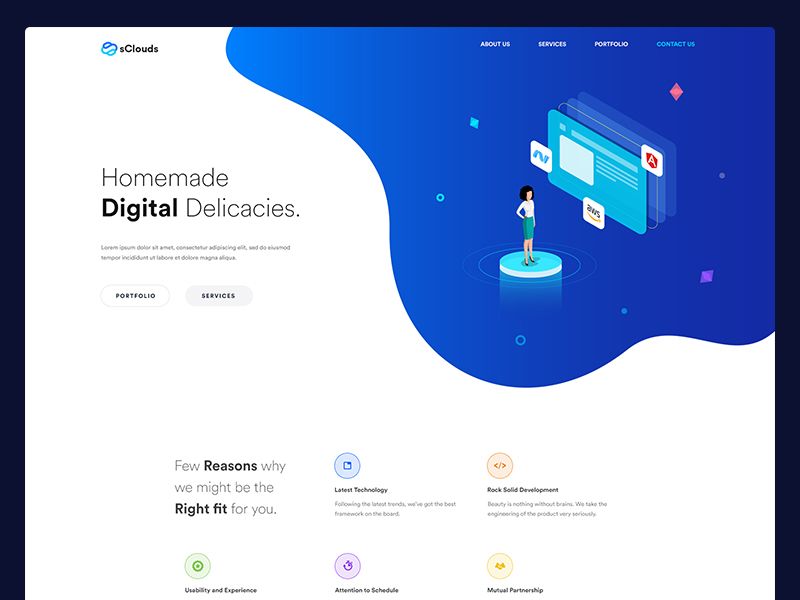 sClouds
ABOUT US
SERVICES
PORTFOLIO
CONTACT US
aws
A
Homemade
Digital Delicacies.
Lorem ipsum dolor sit amet, consectetur adipiscing elit, sed do eiusmod
tempor incididunt ut labore et dolore magna aliqua.
PORTFOLIO
SERVICES
Few Reasons why
we might be the
Right fit for you.
Latest Technology
Following the latest trends, we've got the best
framework on the board.
</>
Rock Solid Development
Beauty is nothing without brains. We take the
engineering of the product very seriously.
Usability and Experience
Attention to Schedule
Mutual Partnership